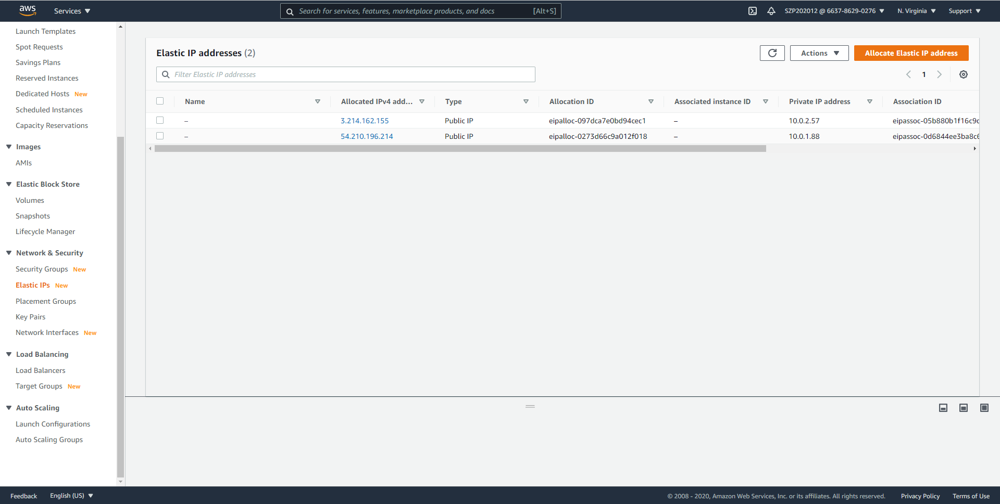 aws Services Search for services, features, marketplace products, and docs [Alt+S] SZP202012 @ 6637-8629-0276 N. Virginia Support
Launch Templates
Spot Requests
Savings Plans
Reserved Instances
Dedicated Hosts New
Scheduled Instances
Capacity Reservations
Images
AMIs
Elastic Block Store
Volumes
Snapshots
Lifecycle Manager
Network & Security
Security Groups New
Elastic IPs New
Placement Groups
Key Pairs
Network Interfaces New
Load Balancing
Load Balancers
Target Groups New
Auto Scaling
Launch Configurations
Auto Scaling Groups
Elastic IP addresses (2) Actions Allocate Elastic IP address
Filter Elastic IP addresses 1
Name Allocated IPv4 add... Type Allocation ID Associated instance ID Private IP address Association ID
– 3.214.162.155 Public IP eipalloc-097dca7e0bd94cec1 – 10.0.2.57 eipassoc-05b880b1f16c9
– 54.210.196.214 Public IP eipalloc-0273d66c9a012f018 – 10.0.1.88 eipassoc-0d6844ee3ba8c
Feedback English (US) © 2008 - 2020, Amazon Web Services, Inc. or its affiliates. All rights reserved. Privacy Policy Terms of Use